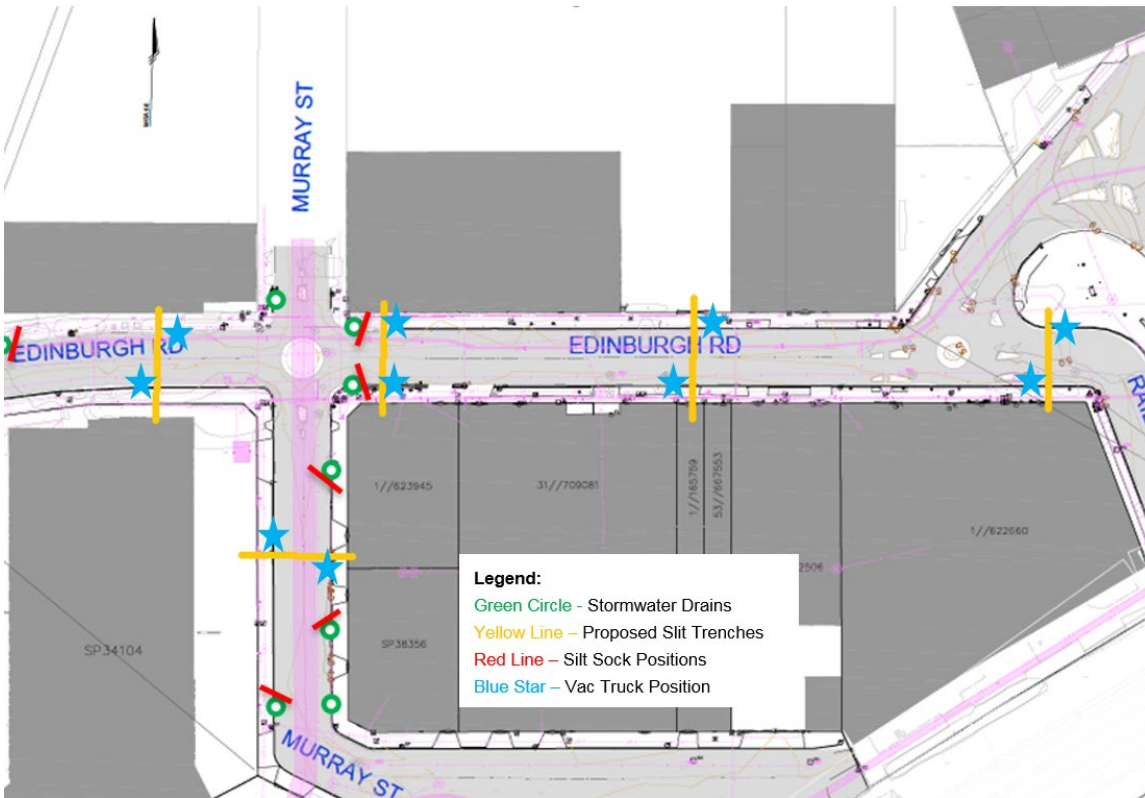 MURRAY ST
EDINBURGH RD
EDINBURGH RD
1//623945
31//709081
1//165759
53//667553
1//622660
2506
SP34104
SP38356
Legend:
Green Circle - Stormwater Drains
Yellow Line – Proposed Slit Trenches
Red Line – Silt Sock Positions
Blue Star – Vac Truck Position
MURRAY ST